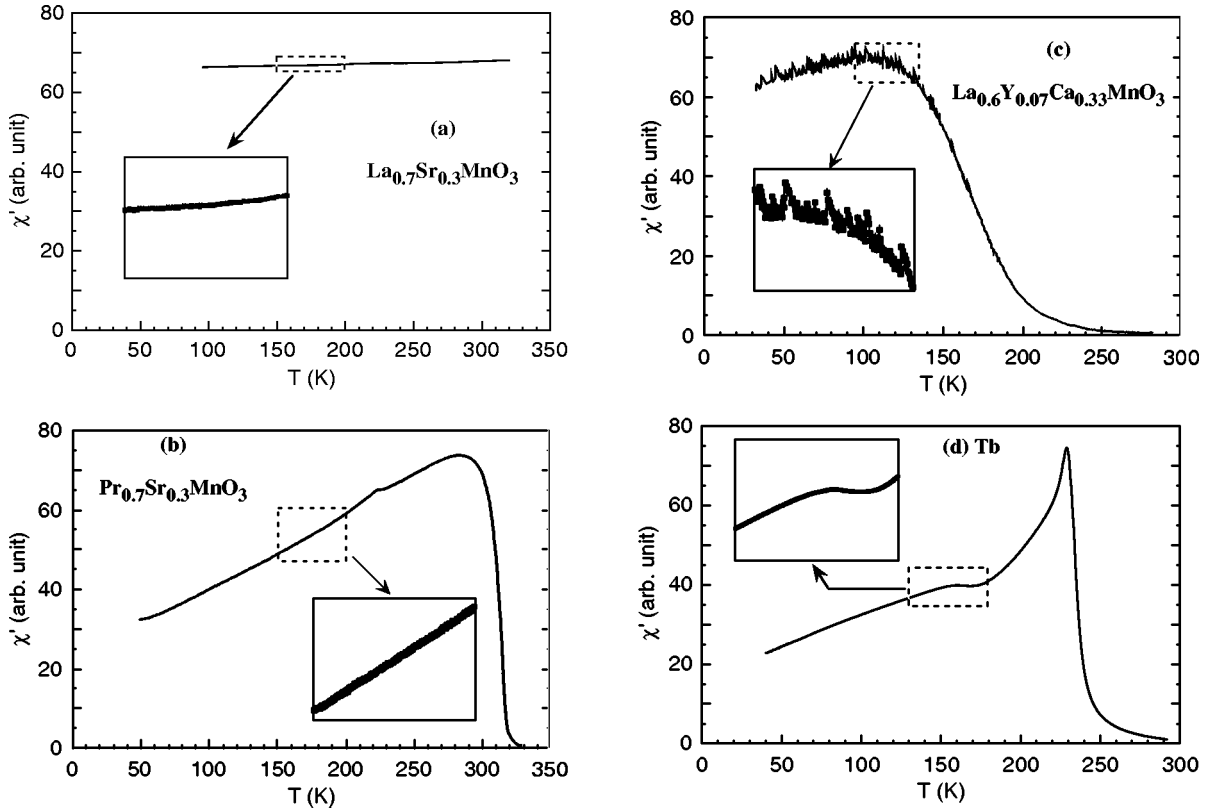 80
60
40
20
0
χ' (arb. unit)
(a)
La0.7Sr0.3MnO3
0 50 100 150 200 250 300 350
T (K)
80
60
40
20
0
χ' (arb. unit)
(c)
La0.6Y0.07Ca0.33MnO3
0 50 100 150 200 250 300
T (K)
80
60
40
20
0
χ' (arb. unit)
(b)
Pr0.7Sr0.3MnO3
0 50 100 150 200 250 300 350
T (K)
80
60
40
20
0
χ' (arb. unit)
(d) Tb
0 50 100 150 200 250 300
T (K)